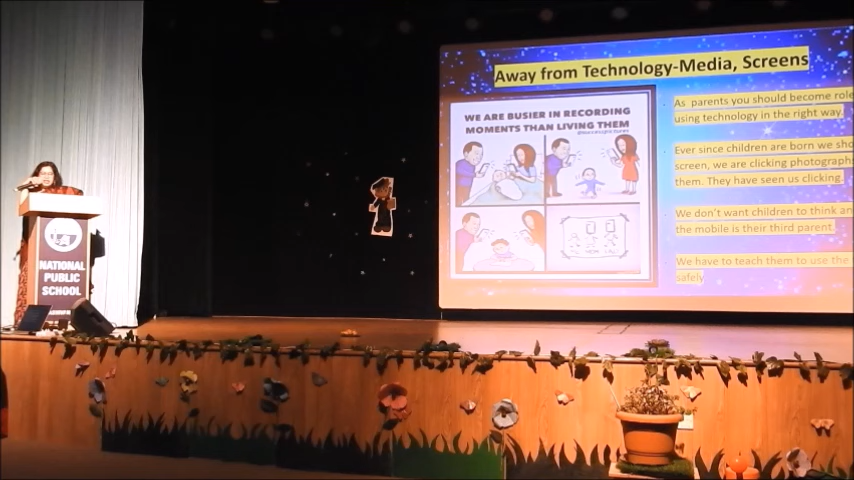 Away from Technology-Media, Screens
WE ARE BUSIER IN RECORDING
MOMENTS THAN LIVING THEM
As parents you should become role
using technology in the right way.
Ever since children are born we
screen, we are clicking
them. They have seen us clicking.
We don't want children to think
the mobile is their third parent.
We have to teach them to use the
safely
NATIONAL
PUBLIC
SCHOOL
1